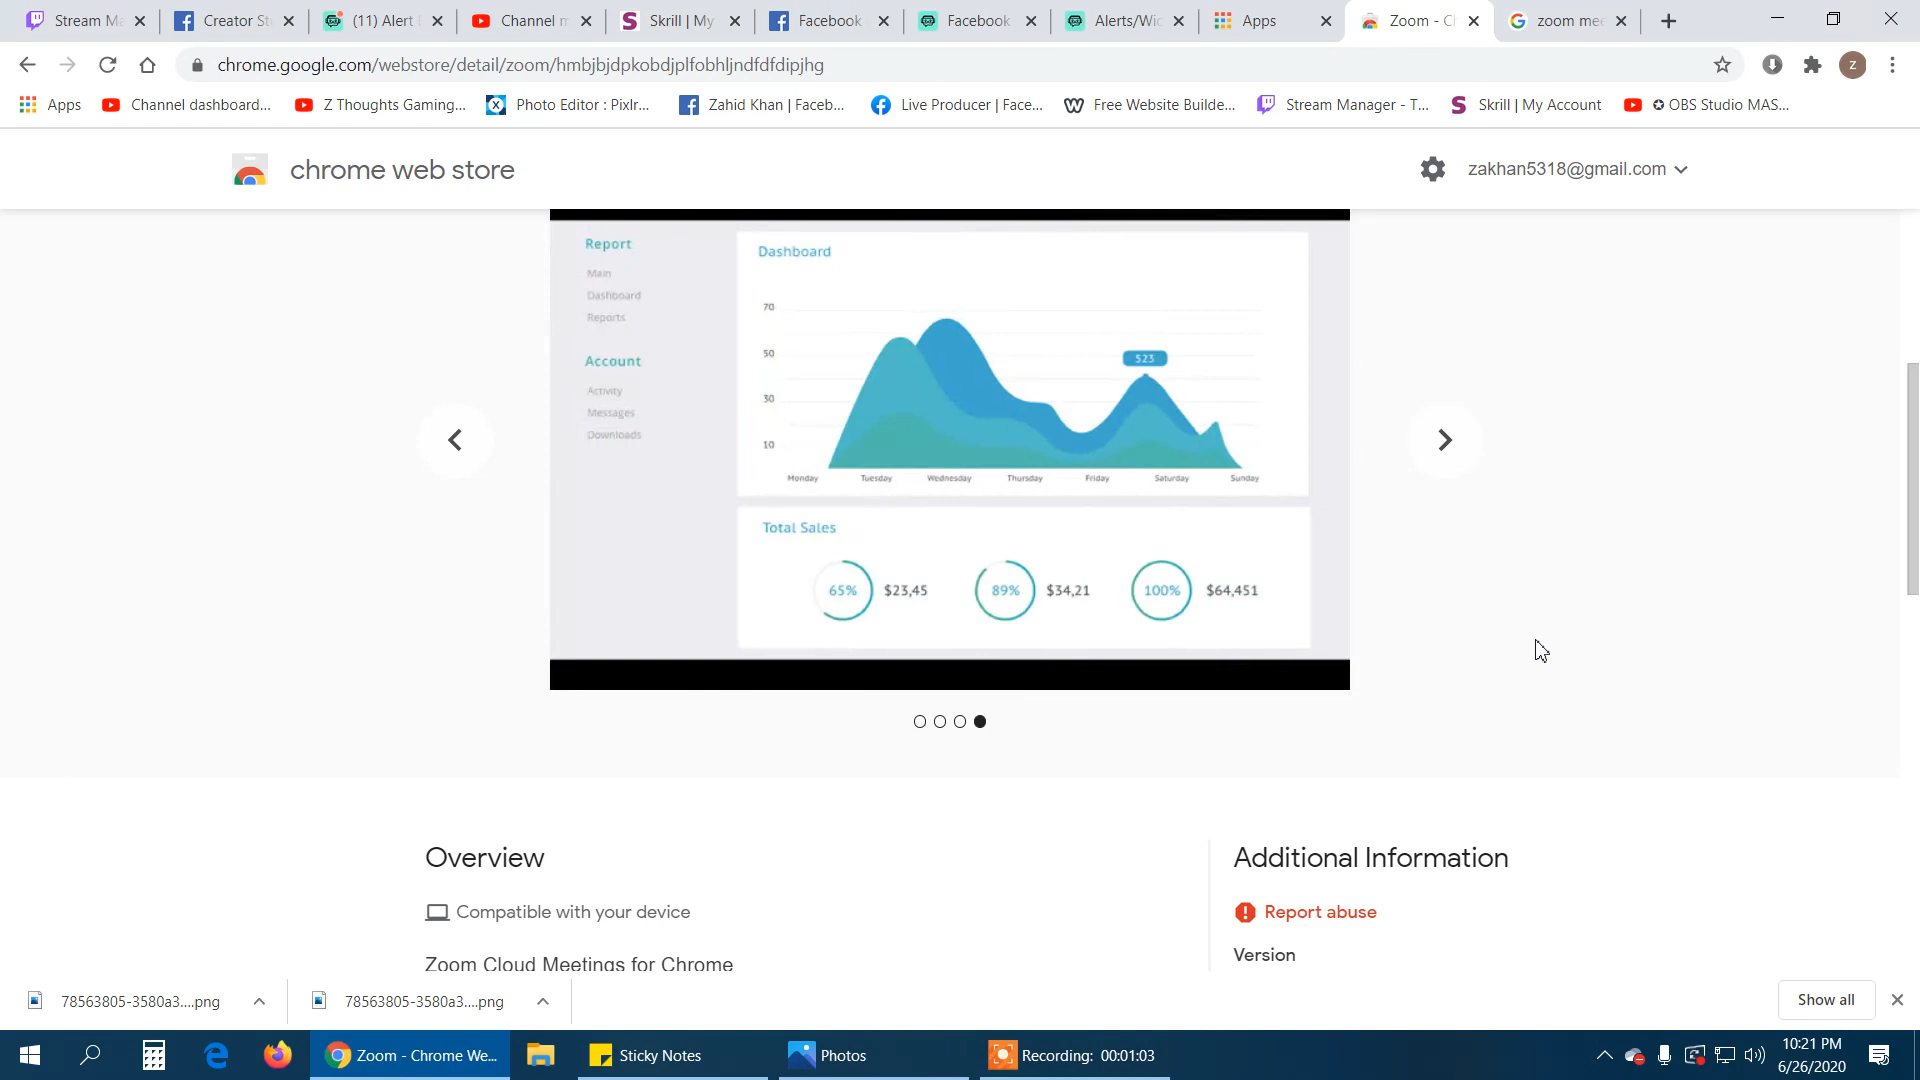 Stream Ma
Creator St
(11) Alert
Channel m
Skrill | My
Facebook
Facebook
Alerts/Wid
Apps
Zoom - C
zoom mee
chrome.google.com/webstore/detail/zoom/hmbjbjdpkobdjplfobhljndfdfdipjhg
Z
Apps
Channel dashboard...
Z Thoughts Gaming...
Photo Editor : Pixlr...
Zahid Khan | Faceb...
Live Producer | Face...
Free Website Builde...
Stream Manager - T...
Skrill | My Account
✪ OBS Studio MAS...
chrome web store
zakhan5318@gmail.com
Report
Main
Dashboard
Reports
Account
Activity
Messages
Downloads
Dashboard
70
50
30
10
523
Monday Tuesday Wednesday Thursday Friday Saturday Sunday
Total Sales
65% $23,45 89% $34,21 100% $64,451
Overview
Compatible with your device
Zoom Cloud Meetings for Chrome
Additional Information
Report abuse
Version
78563805-3580a3....png
78563805-3580a3....png
Show all
Zoom - Chrome We...
Sticky Notes
Photos
Recording: 00:01:03
10:21 PM
6/26/2020